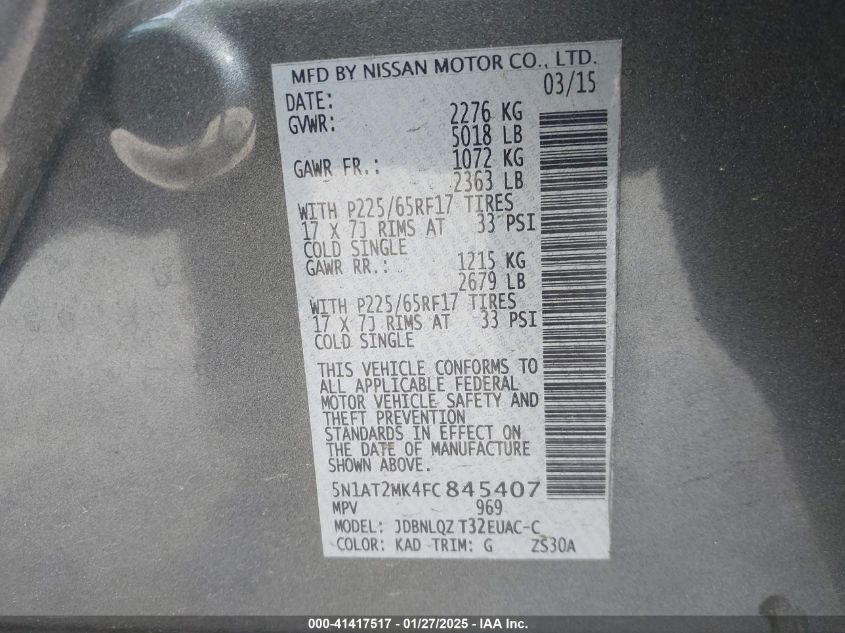 MFD BY NISSAN MOTOR CO., LTD.
DATE: 03/15
GVWR: 2276 KG
5018 LB
GAWR FR.: 1072 KG
2363 LB
WITH P225/65RF17 TIRES
17 X 7J RIMS AT 33 PSI
COLD SINGLE
GAWR RR.: 1215 KG
2679 LB
WITH P225/65RF17 TIRES
17 X 7J RIMS AT 33 PSI
COLD SINGLE
THIS VEHICLE CONFORMS TO
ALL APPLICABLE FEDERAL
MOTOR VEHICLE SAFETY AND
THEFT PREVENTION
STANDARDS IN EFFECT ON
THE DATE OF MANUFACTURE
SHOWN ABOVE.
5N1AT2MK4FC845407
MPV 969
MODEL: JDBNLQZ T32EUAC-C
COLOR: KAD TRIM: G ZS30A
000-41417517 - 01/27/2025 - IAA Inc.